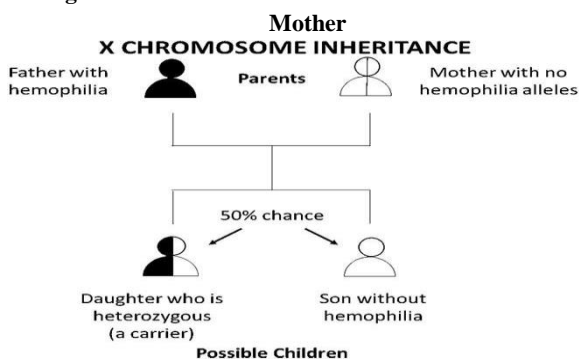 Mother
X CHROMOSOME INHERITANCE
Father with
hemophilia
Parents
Mother with no
hemophilia alleles
50% chance
Daughter who is
heterozygous
(a carrier)
Son without
hemophilia
Possible Children